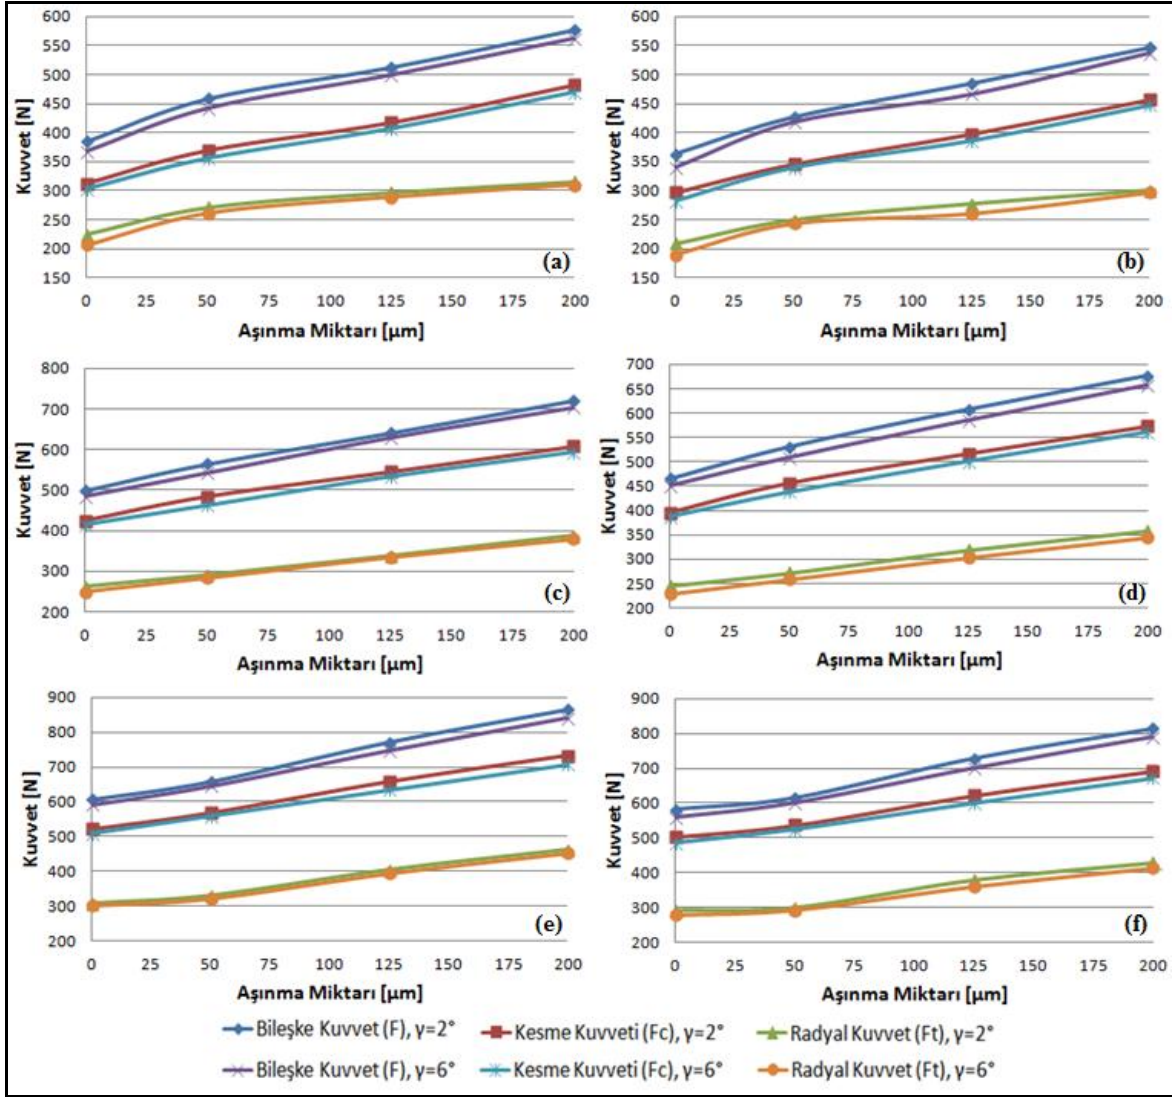 600
550
500
450
400
350
300
250
200
150
Kuvvet [N]
0 25 50 75 100 125 150 175 200
Aşınma Miktarı [µm]
(a)
600
550
500
450
400
350
300
250
200
150
Kuvvet [N]
0 25 50 75 100 125 150 175 200
Aşınma Miktarı [µm]
(b)
800
700
600
500
400
300
200
Kuvvet [N]
0 25 50 75 100 125 150 175 200
Aşınma Miktarı [µm]
(c)
700
650
600
550
500
450
400
350
300
250
200
Kuvvet [N]
0 25 50 75 100 125 150 175 200
Aşınma Miktarı [µm]
(d)
900
800
700
600
500
400
300
200
Kuvvet [N]
0 25 50 75 100 125 150 175 200
Aşınma Miktarı [µm]
(e)
900
800
700
600
500
400
300
200
Kuvvet [N]
0 25 50 75 100 125 150 175 200
Aşınma Miktarı [µm]
(f)
Bileşke Kuvvet (F), γ=2°
Kesme Kuvveti (Fc), γ=2°
Radyal Kuvvet (Ft), γ=2°
Bileşke Kuvvet (F), γ=6°
Kesme Kuvveti (Fc), γ=6°
Radyal Kuvvet (Ft), γ=6°